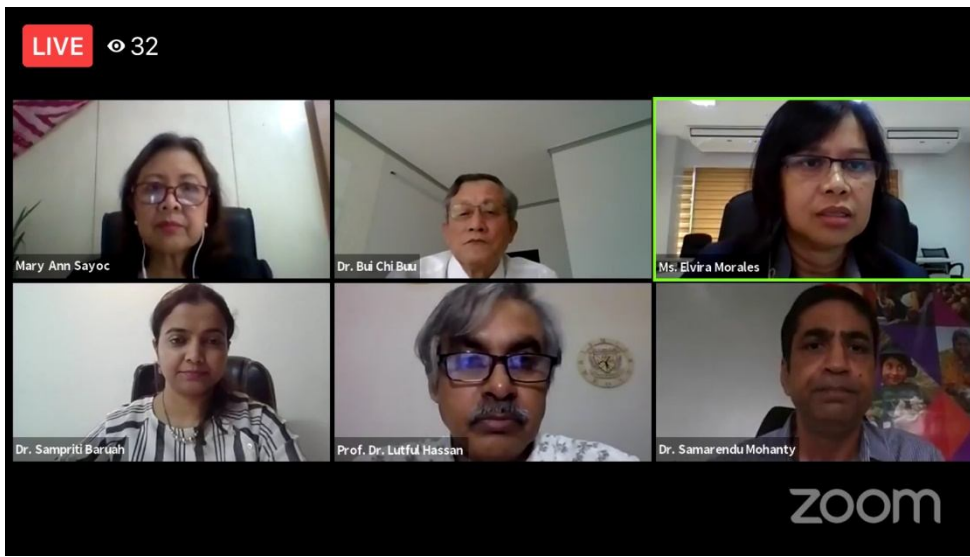 LIVE 32
Mary Ann Sayoc
Dr. Bui Chi Buu
Ms. Elvira Morales
Dr. Sampriti Baruah
Prof. Dr. Lutful Hassan
Dr. Samarendu Mohanty
zoom